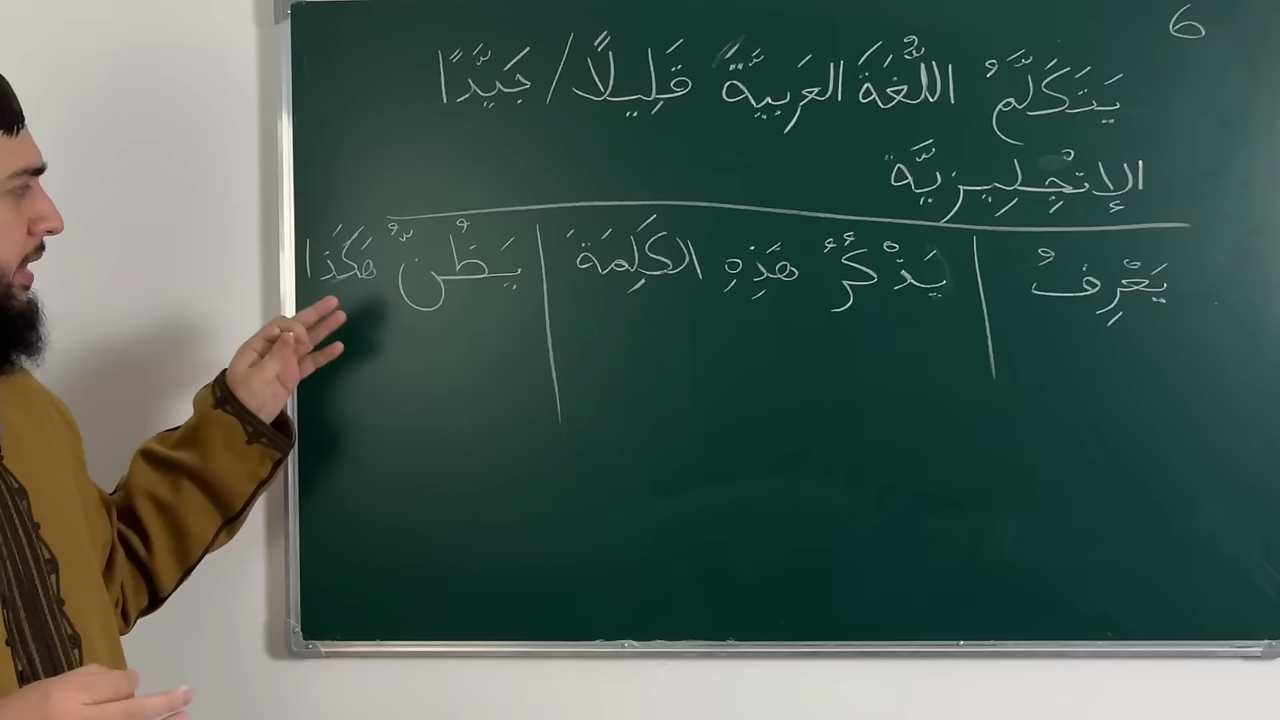 6
يَتَكَلَّمُ اللُّغَةَ العَرَبِيَّةَ قَلِيلًا / جَيِّدًا
الإِنْجِلِيزِيَّةَ
يَعْرِفُ | يَذْكُرُ هَذِهِ الكَلِمَةَ | يَظُنُّ هَكَذَا